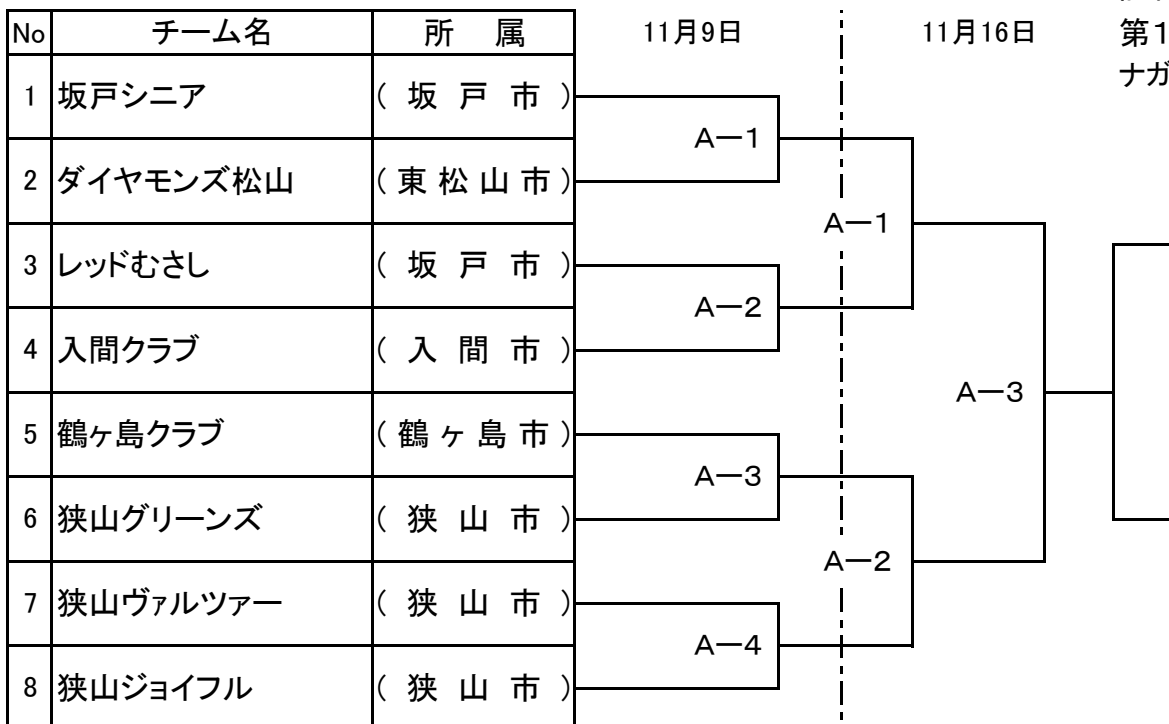 No チーム名 所 属 11月9日 11月16日 第1
ナガ
1 坂戸シニア ( 坂 戸 市 )
A－1
2 ダイヤモンズ松山 ( 東 松 山 市 )
A－1
3 レッドむさし ( 坂 戸 市 )
A－2
4 入間クラブ ( 入 間 市 )
A－3
5 鶴ヶ島クラブ ( 鶴 ヶ 島 市 )
A－3
6 狭山グリーンズ ( 狭 山 市 )
A－2
7 狭山ヴァルツァー ( 狭 山 市 )
A－4
8 狭山ジョイフル ( 狭 山 市 )